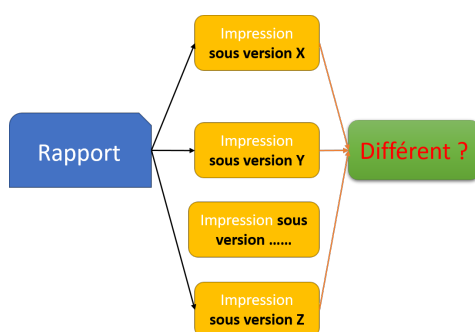 Impression
sous version X
Rapport
Impression
sous version Y
Différent ?
Impression sous
version ......
Impression
sous version Z